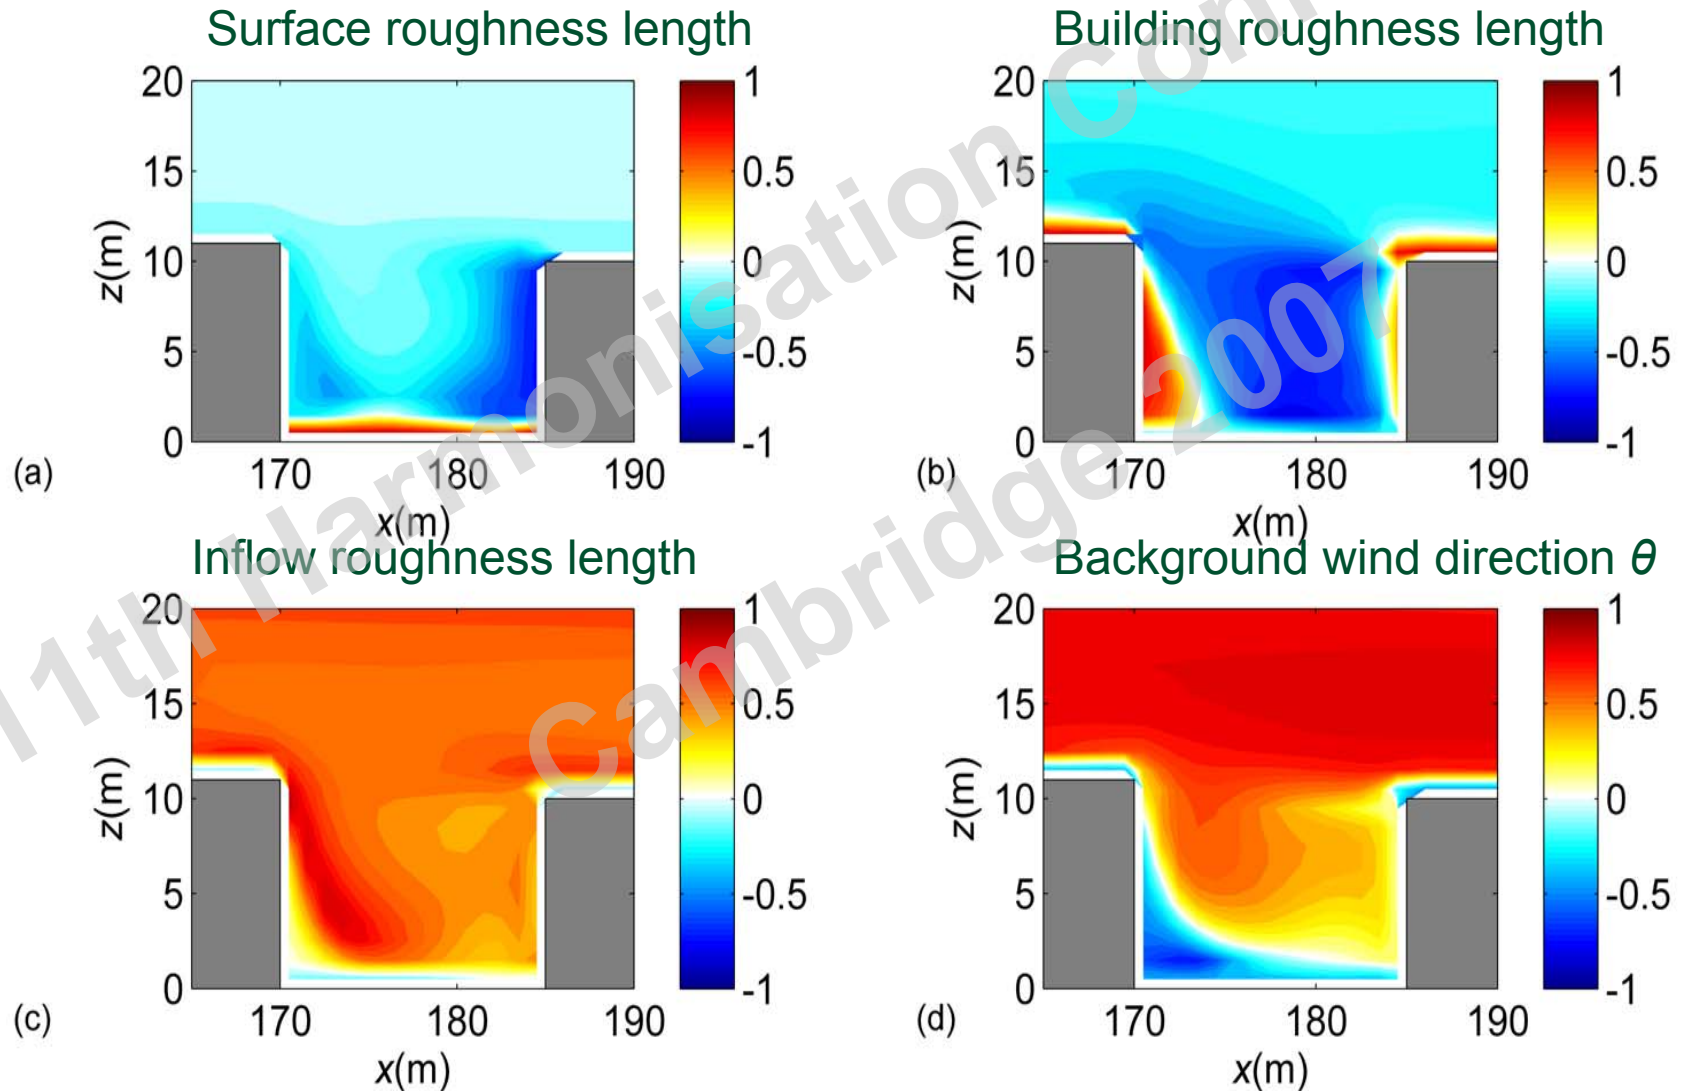 Surface roughness length
20
15
10
5
0
z(m)
170 180 190
x(m)
1
0.5
0
-0.5
-1
(a)
Building roughness length
20
15
10
5
0
z(m)
170 180 190
x(m)
1
0.5
0
-0.5
-1
(b)
Inflow roughness length
20
15
10
5
0
z(m)
170 180 190
x(m)
1
0.5
0
-0.5
-1
(c)
Background wind direction θ
20
15
10
5
0
z(m)
170 180 190
x(m)
1
0.5
0
-0.5
-1
(d)
11th Harmonisation
Cambridge 2007